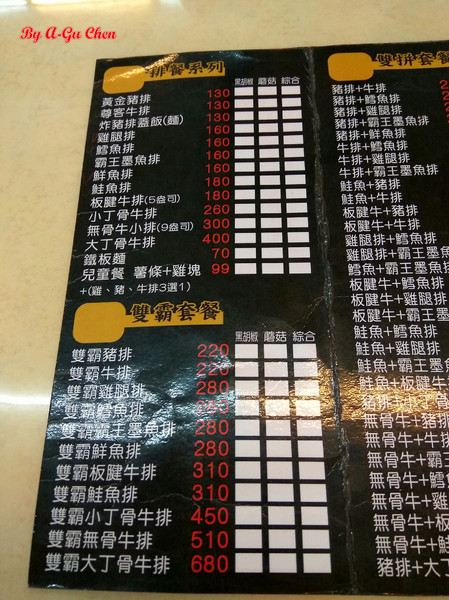 By A-Gu Chen
排餐系列
黑胡椒 蘑菇 綜合
黃金豬排 130
尊客牛排 130
炸豬排蓋飯(麵) 130
雞腿排 160
鱈魚排 160
霸王墨魚排 160
鮮魚排 160
鮭魚排 180
板腱牛排(5盎司) 180
小丁骨牛排 260
無骨牛小排(9盎司) 300
大丁骨牛排 400
鐵板麵 70
兒童餐 薯條+雞塊 99
+(雞、豬、牛排3選1)
雙霸套餐
黑胡椒 蘑菇 綜合
雙霸豬排 220
雙霸牛排 220
雙霸雞腿排 280
雙霸鱈魚排 280
雙霸霸王墨魚排 280
雙霸鮮魚排 280
雙霸板腱牛排 310
雙霸鮭魚排 310
雙霸小丁骨牛排 450
雙霸無骨牛排 510
雙霸大丁骨牛排 680
雙拼套餐
豬排+牛排
豬排+鱈魚排
豬排+雞腿排
豬排+霸王墨魚排
豬排+鮮魚排
牛排+鱈魚排
牛排+雞腿排
牛排+霸王墨魚排
鮭魚+豬排
鮭魚+牛排
板腱牛+豬排
板腱牛+牛排
雞腿排+鱈魚排
雞腿排+霸王墨
鱈魚+霸王墨魚
板腱牛+鱈魚排
板腱牛+雞腿排
板腱牛+霸王墨
鮭魚+鱈魚排
鮭魚+雞腿排
鮭魚+霸王墨魚
鮭魚+板腱牛
豬排+小丁骨
無骨牛+豬排
無骨牛+牛排
無骨牛+霸王
無骨牛+鱈魚
無骨牛+雞腿
無骨牛+板腱
無骨牛+鮭
豬排+大丁